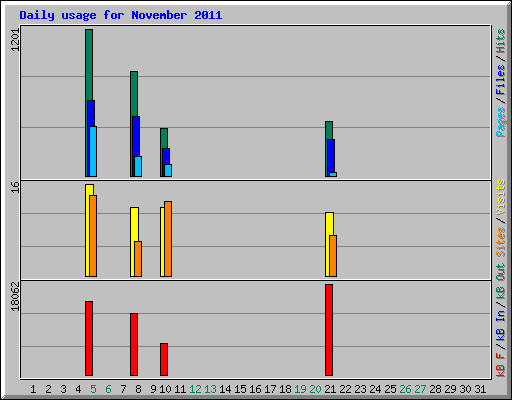 Daily usage for November 2011
1201
16
18062
Pages / Files / Hits
kB F / kB In / kB Out Sites / Visits
1 2 3 4 5 6 7 8 9 10 11 12 13 14 15 16 17 18 19 20 21 22 23 24 25 26 27 28 29 30 31